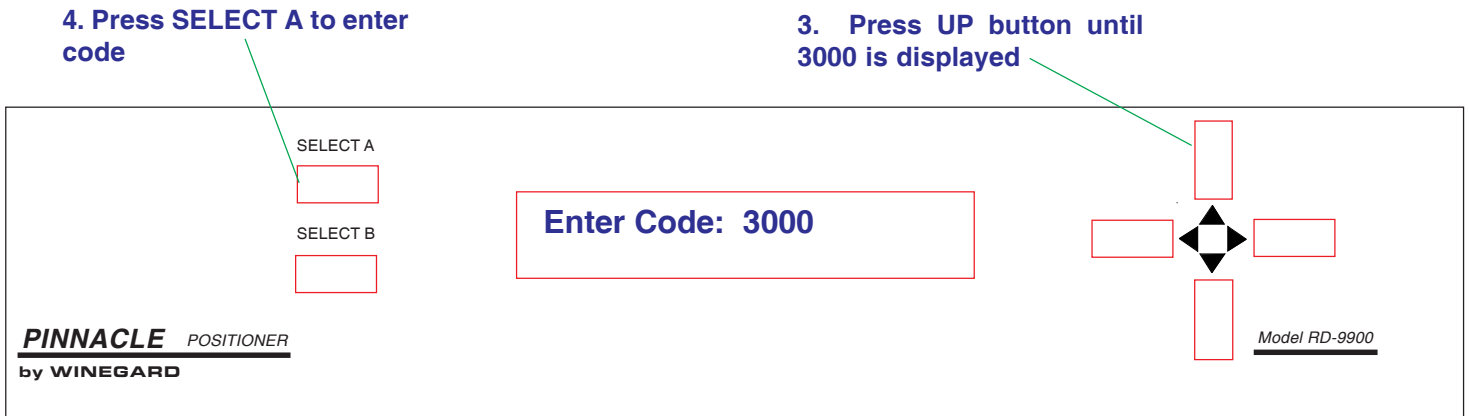 4. Press SELECT A to enter
code
3. Press UP button until
3000 is displayed
SELECT A
SELECT B
Enter Code: 3000
PINNACLE POSITIONER
by WINEGARD
Model RD-9900